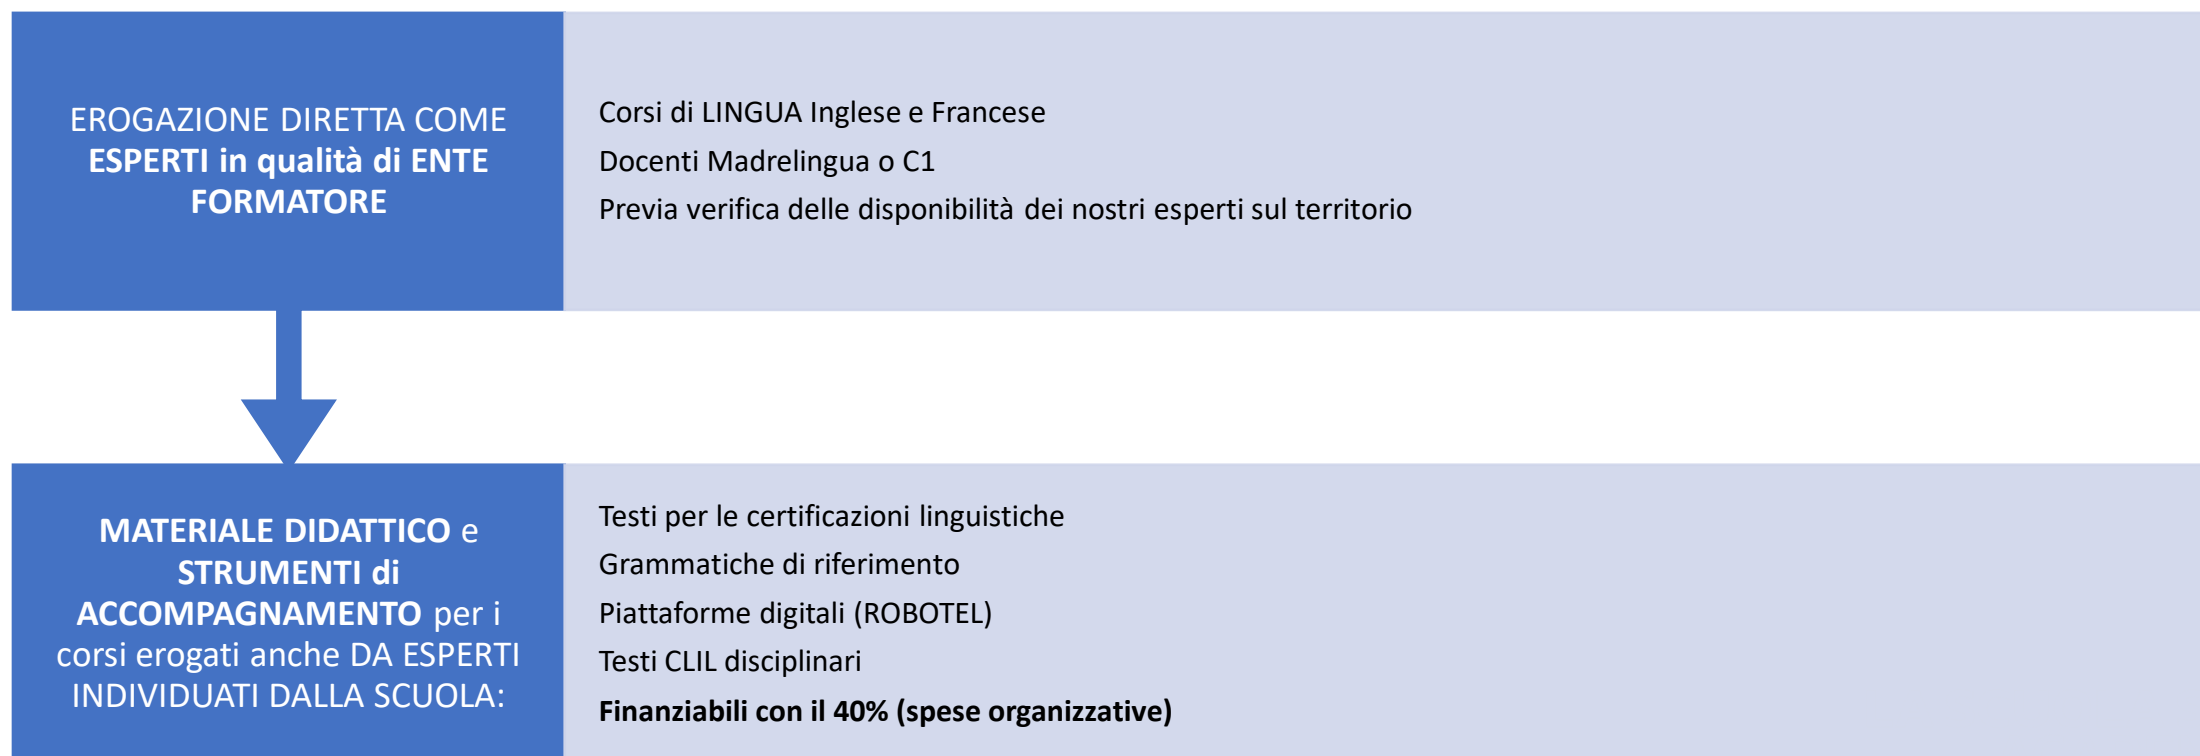 EROGAZIONE DIRETTA COME
ESPERTI in qualità di ENTE
FORMATORE
Corsi di LINGUA Inglese e Francese
Docenti Madrelingua o C1
Previa verifica delle disponibilità dei nostri esperti sul territorio
MATERIALE DIDATTICO e
STRUMENTI di
ACCOMPAGNAMENTO per i
corsi erogati anche DA ESPERTI
INDIVIDUATI DALLA SCUOLA:
Testi per le certificazioni linguistiche
Grammatiche di riferimento
Piattaforme digitali (ROBOTEL)
Testi CLIL disciplinari
Finanziabili con il 40% (spese organizzative)